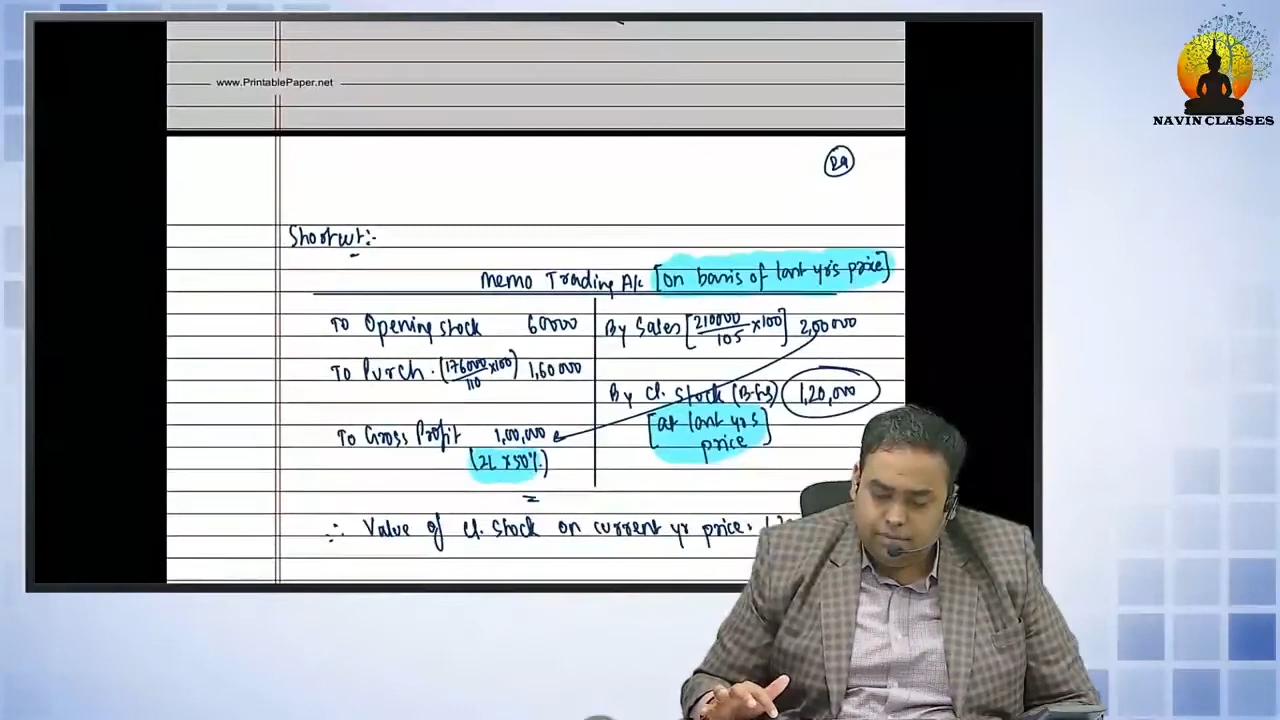 NAVIN CLASSES
www.PrintablePaper.net
29
Shortcut:-
Memo Trading A/c [on basis of last yr's price]
To Opening stock 60000 By Sales [210000/105 ×100] 2,00,000
To Purch. (176000/110 ×100) 1,60,000
By Cl. Stock (B.fig) 1,20,000
To Gross Profit 1,00,000 [at last yr's
(2L × 50%) price]
∴ Value of Cl. Stock on current yr price =